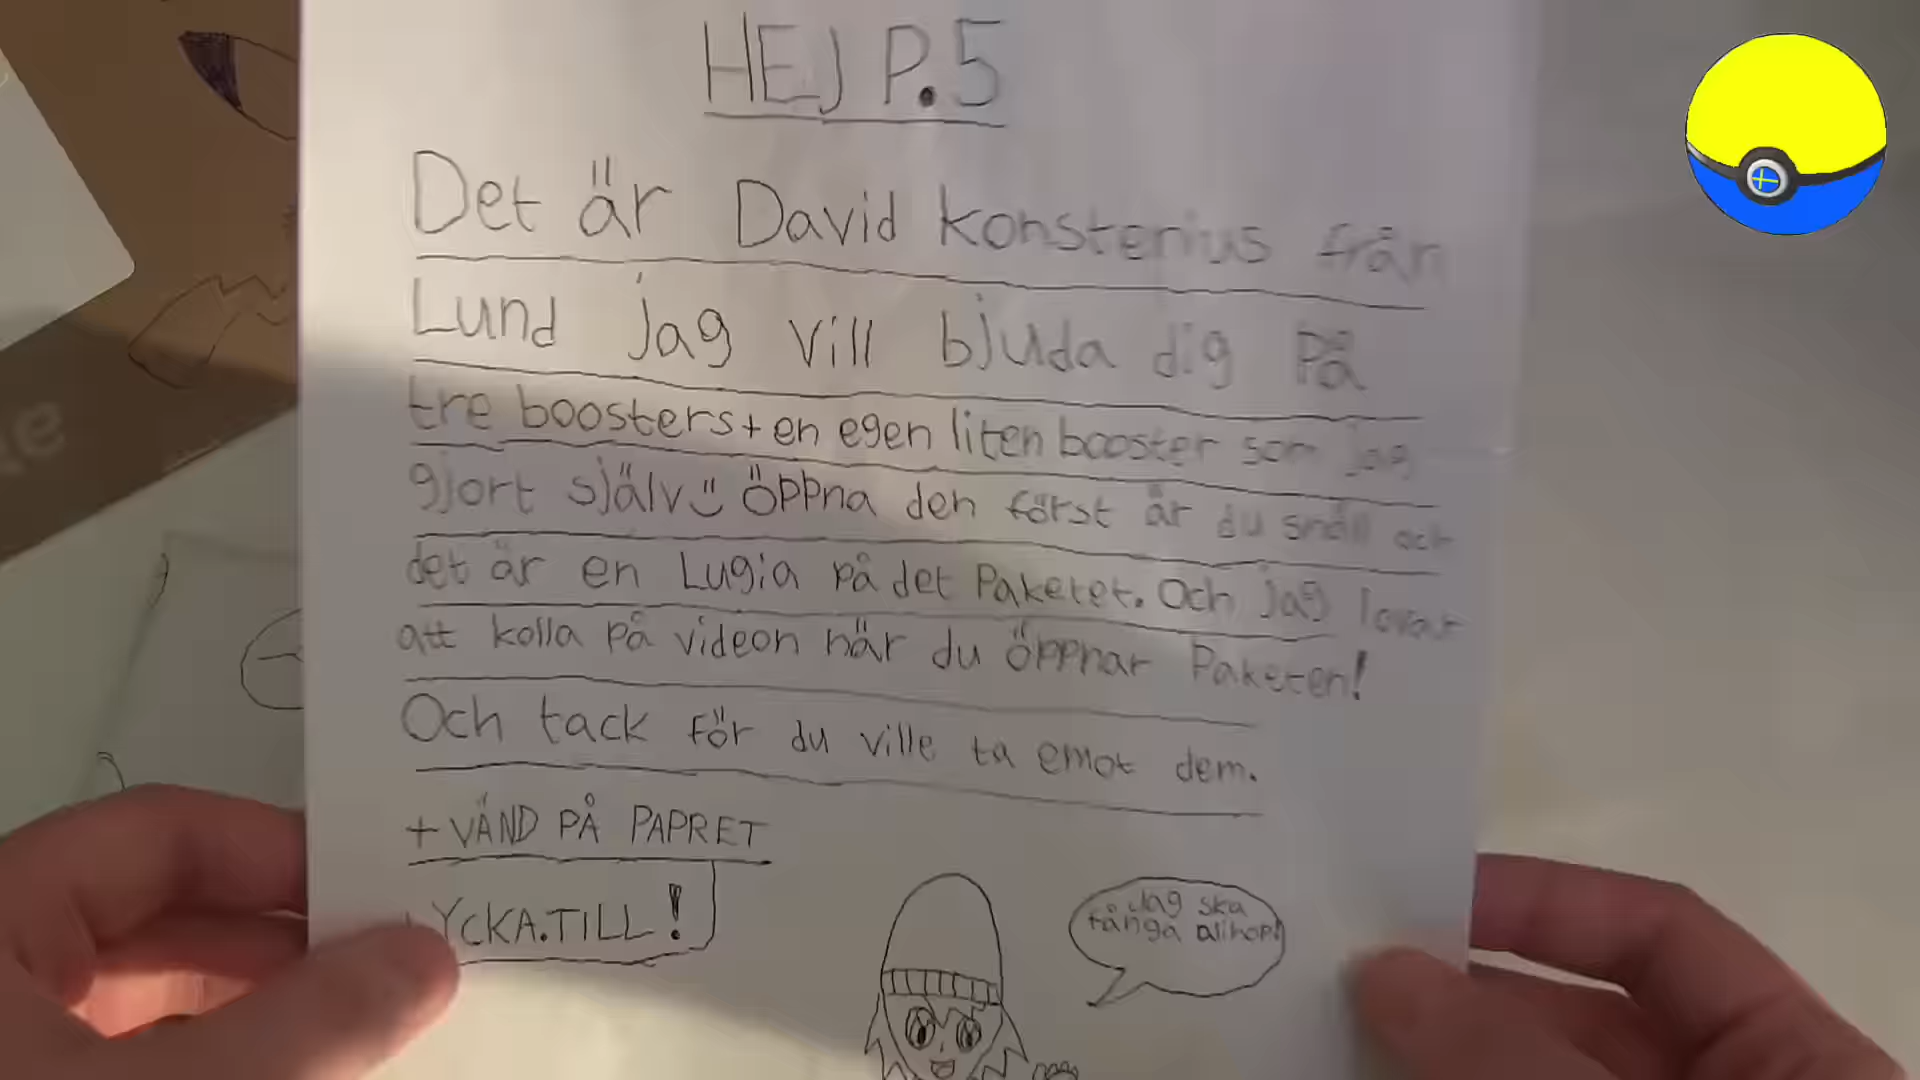 HEJ P.5
Det är David konstenius från
Lund jag vill bjuda dig på
tre boosters + en egen liten booster som jag
gjort själv öppna den först är du snäll och
det är en Lugia på det Paketet. Och jag lovar
att kolla på videon när du öppnar Paketen!
Och tack för du ville ta emot dem.
+ VÄND PÅ PAPRET
LYCKA.TILL!
Jag ska
fånga allihop!